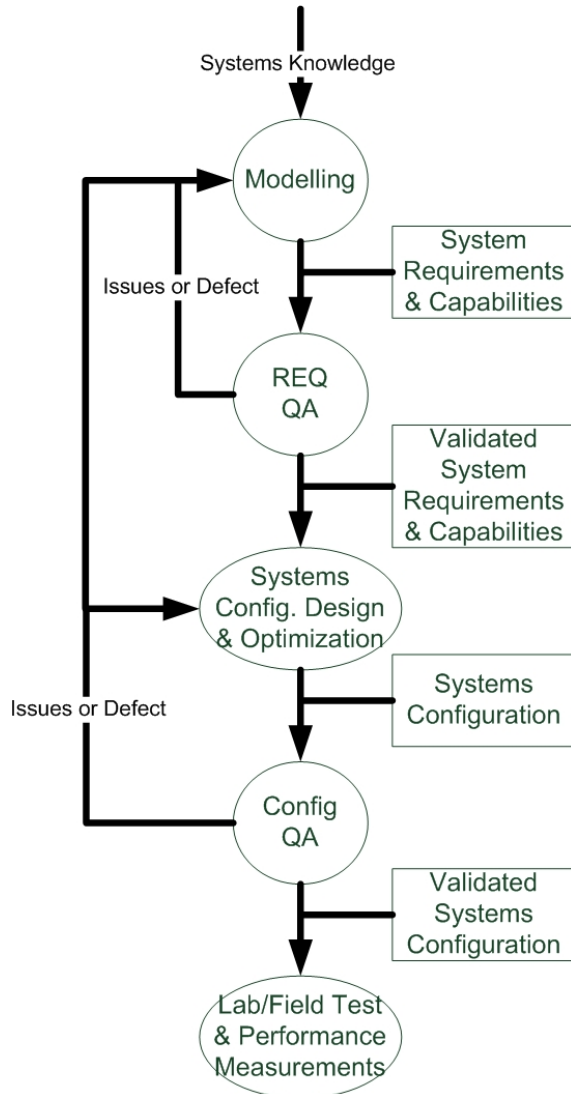 Systems Knowledge
Modelling
System
Requirements
& Capabilities
Issues or Defect
REQ
QA
Validated
System
Requirements
& Capabilities
Systems
Config. Design
& Optimization
Systems
Configuration
Issues or Defect
Config
QA
Validated
Systems
Configuration
Lab/Field Test
& Performance
Measurements